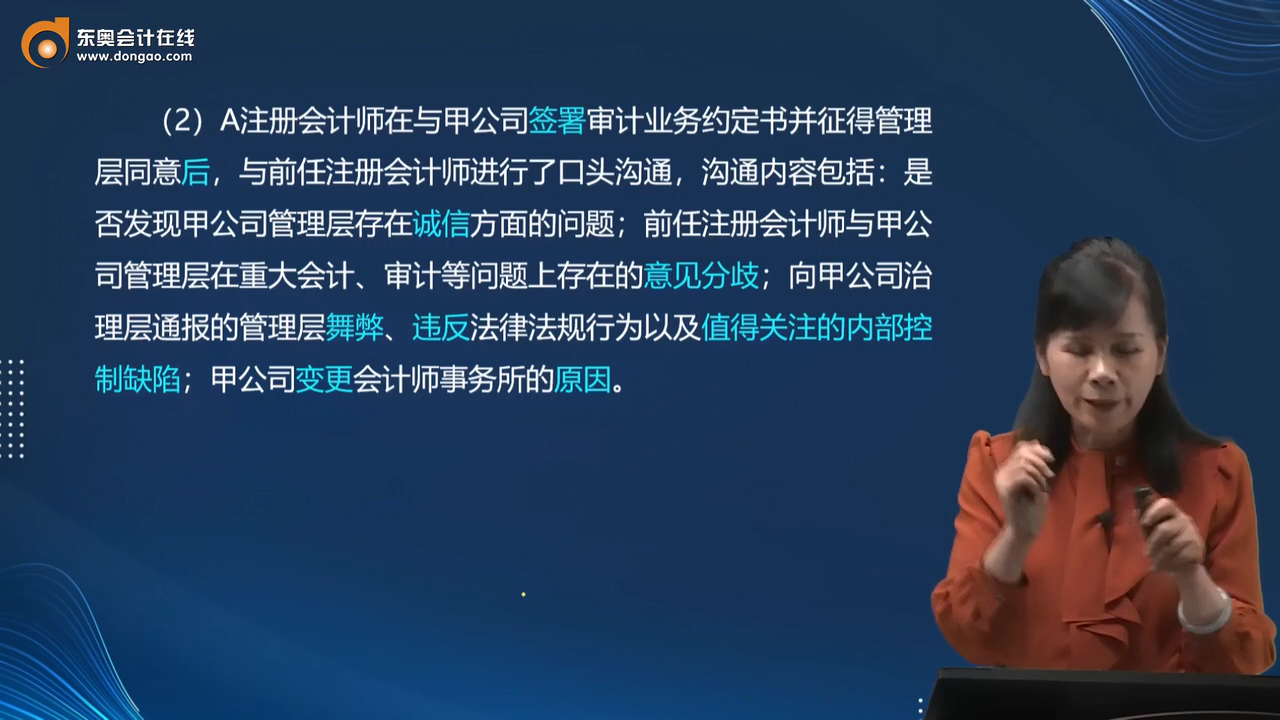 东奥会计在线
www.dongao.com
（2）A注册会计师在与甲公司签署审计业务约定书并征得管理
层同意后，与前任注册会计师进行了口头沟通，沟通内容包括：是
否发现甲公司管理层存在诚信方面的问题；前任注册会计师与甲公
司管理层在重大会计、审计等问题上存在的意见分歧；向甲公司治
理层通报的管理层舞弊、违反法律法规行为以及值得关注的内部控
制缺陷；甲公司变更会计师事务所的原因。